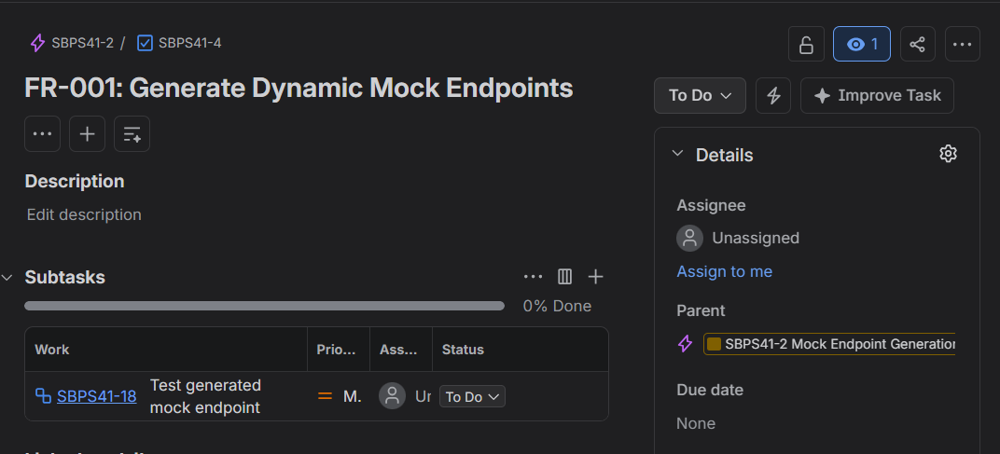 SBPS41-2 / SBPS41-4
1
FR-001: Generate Dynamic Mock Endpoints
To Do
Improve Task
Description
Edit description
Subtasks
0% Done
Work Prio... Ass... Status
SBPS41-18 Test generated mock endpoint M. Ur To Do
Details
Assignee
Unassigned
Assign to me
Parent
SBPS41-2 Mock Endpoint Generation
Due date
None